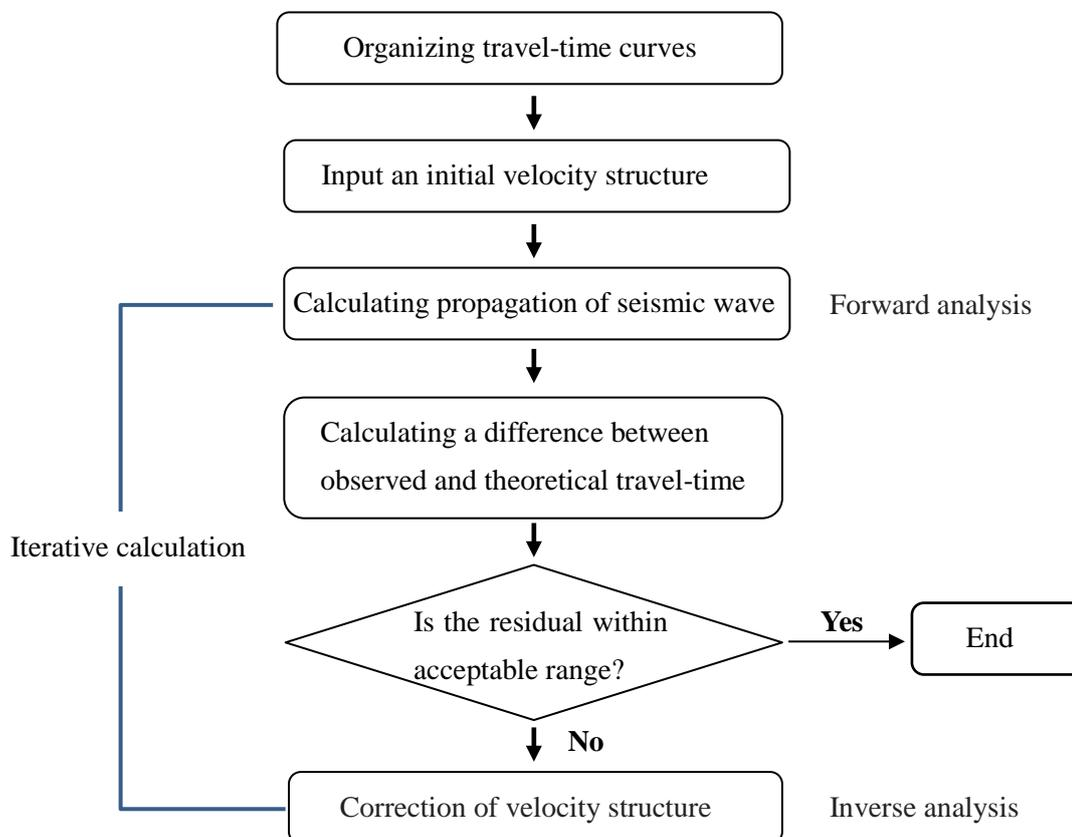 Organizing travel-time curves
Input an initial velocity structure
Calculating propagation of seismic wave
Forward analysis
Calculating a difference between
observed and theoretical travel-time
Iterative calculation
Is the residual within
acceptable range?
Yes
End
No
Correction of velocity structure
Inverse analysis